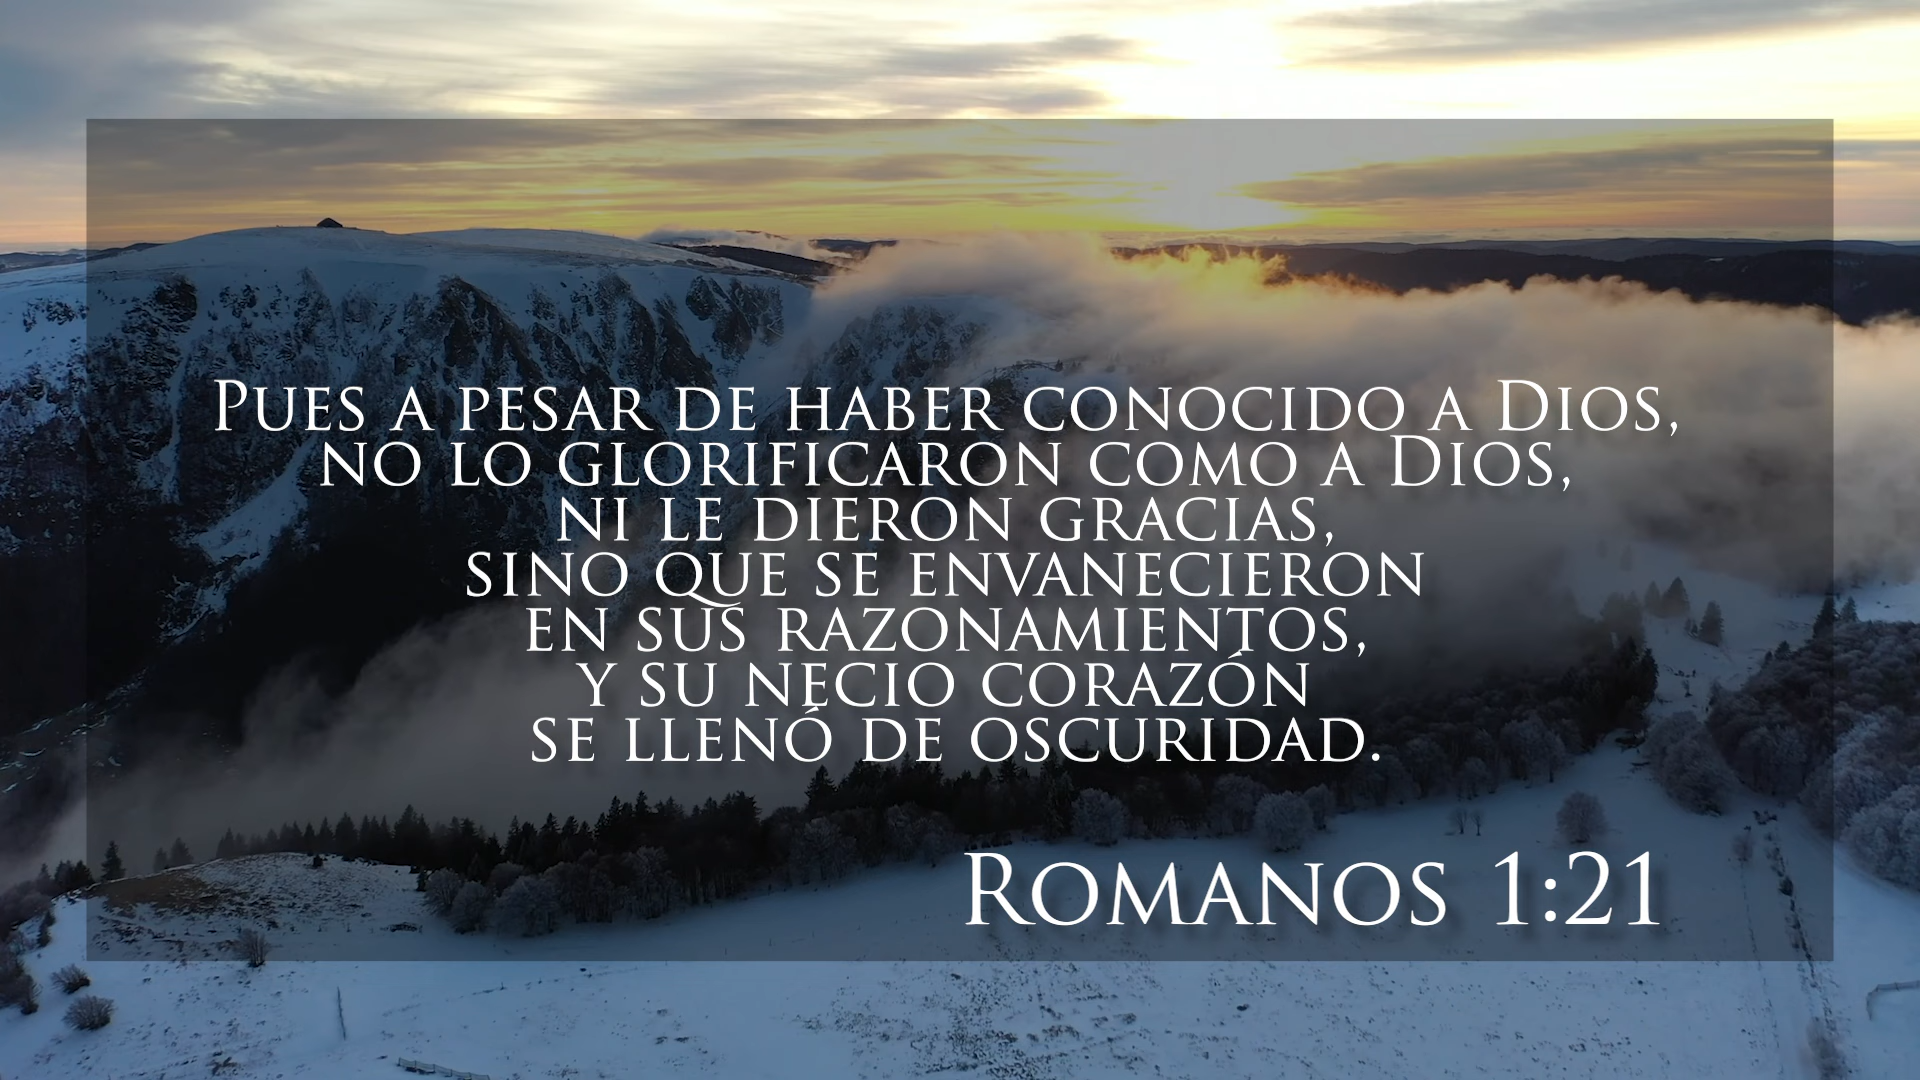 Pues a pesar de haber conocido a Dios,
no lo glorificaron como a Dios,
ni le dieron gracias,
sino que se envanecieron
en sus razonamientos,
y su necio corazón
se llenó de oscuridad.
Romanos 1:21